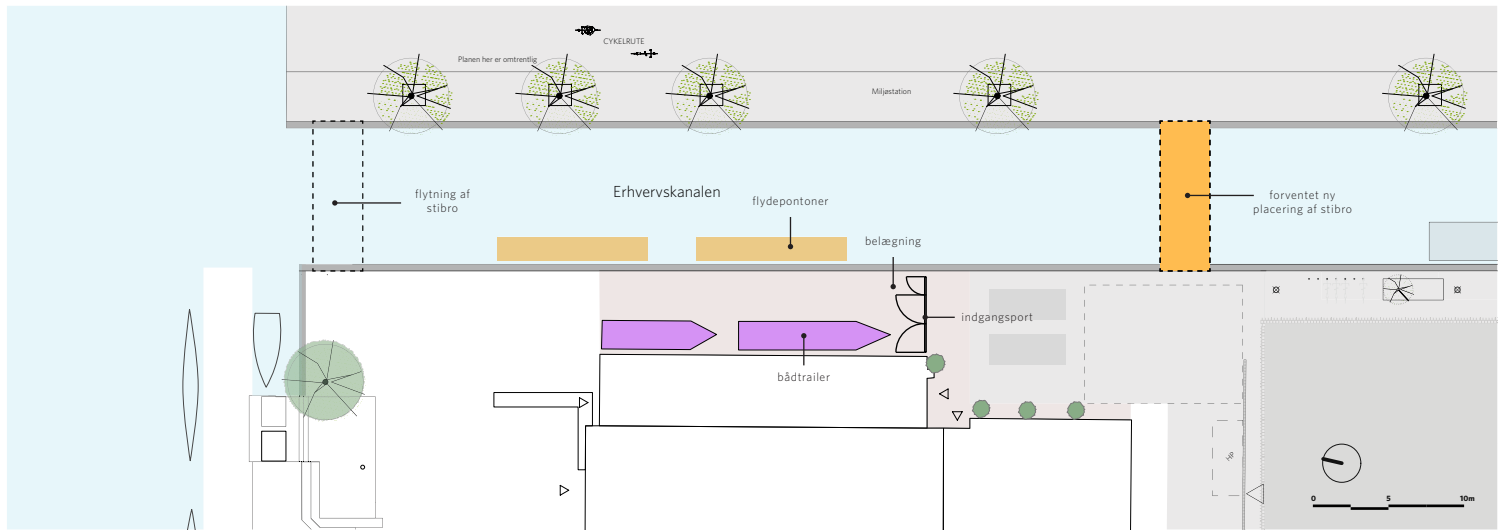 CYKELRUTE
Planen her er omtrentlig
Miljøstation
flytning af
stibro
Erhvervskanalen
flydepontoner
forventet ny
placering af stibro
belægning
indgangsport
bådtrailer
HP
0 5 10m